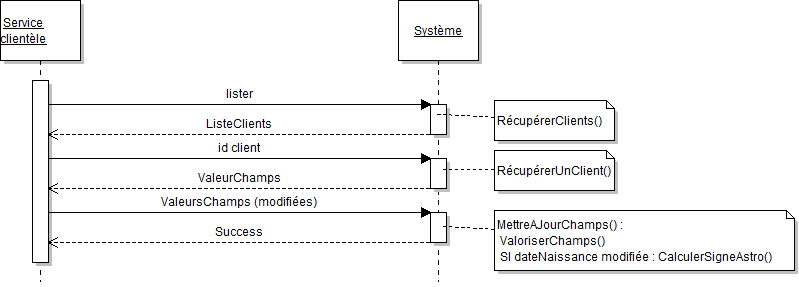 Service
clientèle
Système
lister
RécupérerClients()
ListeClients
id client
RécupérerUnClient()
ValeurChamps
ValeursChamps (modifiées)
MettreAJourChamps() :
ValoriserChamps()
SI dateNaissance modifiée : CalculerSigneAstro()
Success